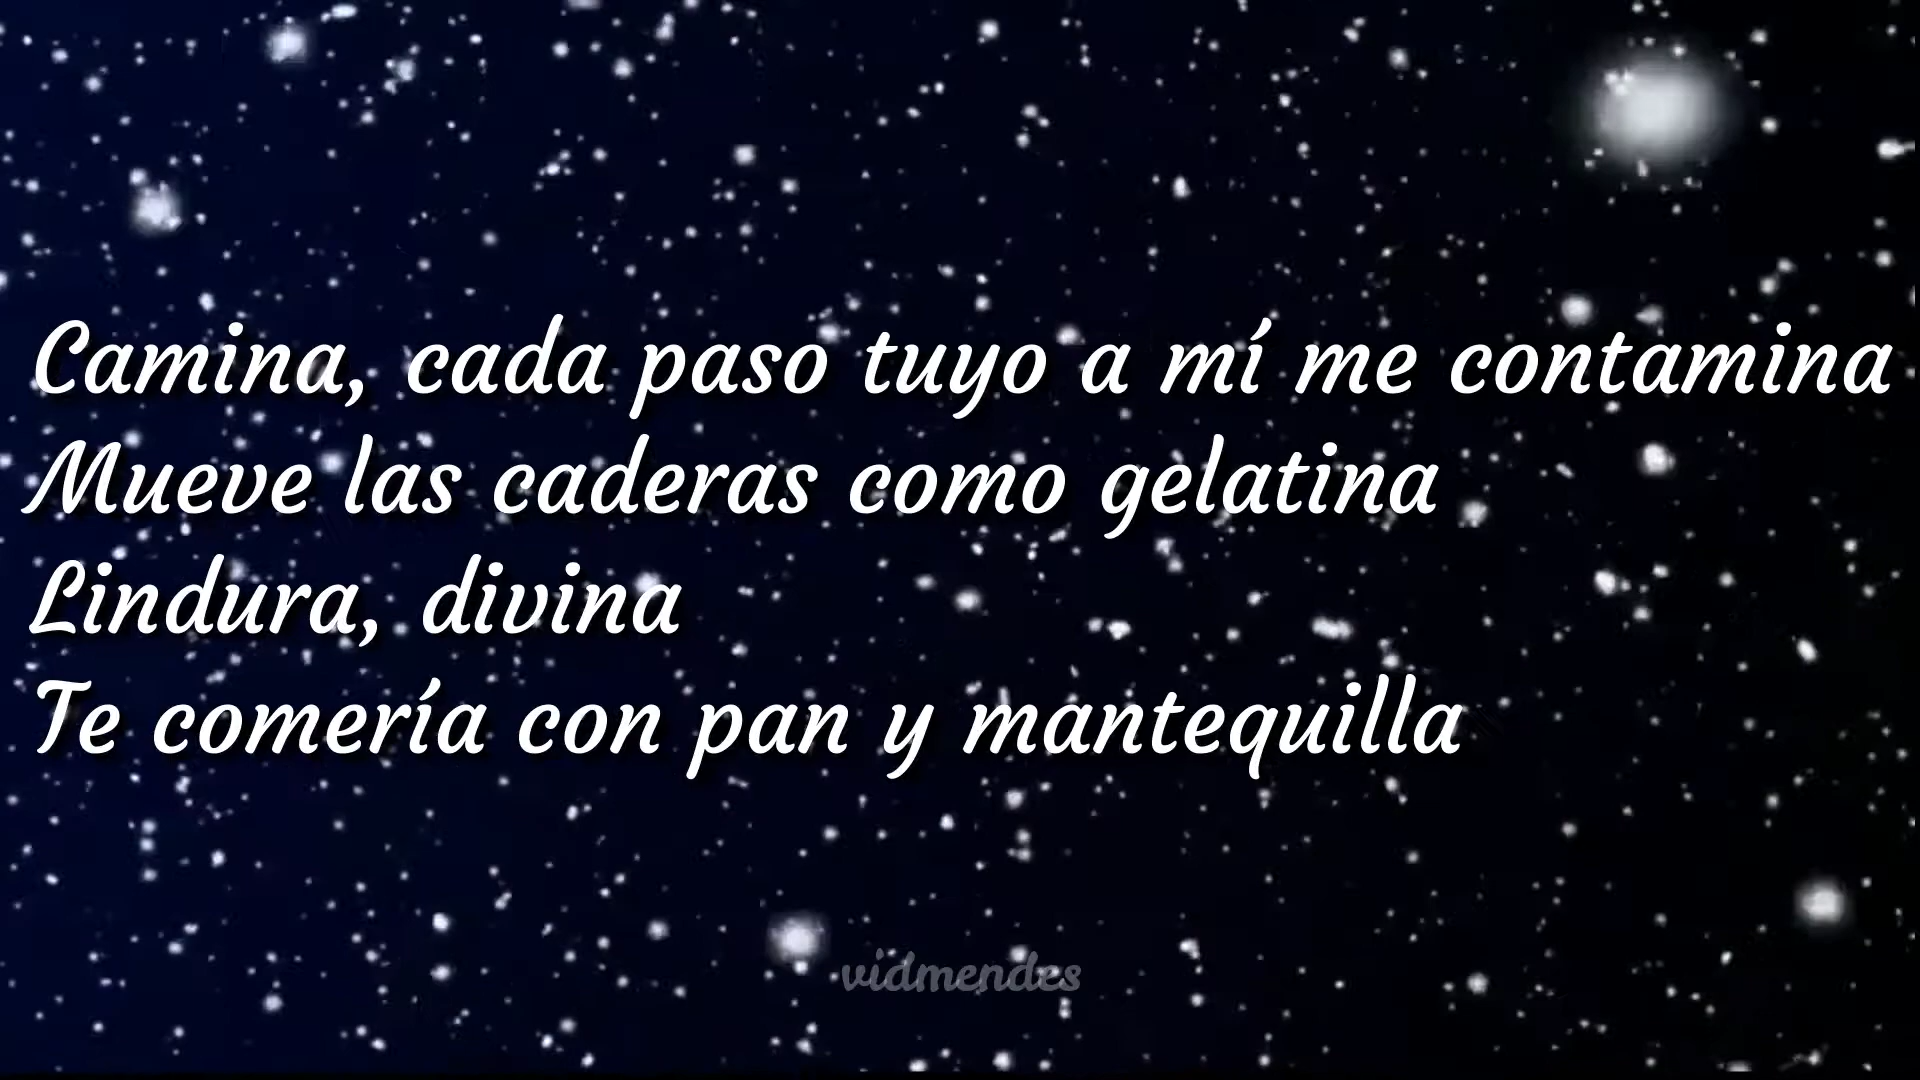 Camina, cada paso tuyo a mí me contamina
Mueve las caderas como gelatina
Lindura, divina
Te comería con pan y mantequilla
vidmendes